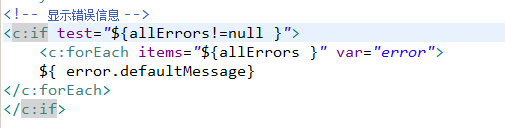 <!-- 显示错误信息 -->
<c:if test="${allErrors!=null }">
    <c:forEach items="${allErrors }" var="error">
    ${ error.defaultMessage}
</c:forEach>
</c:if>